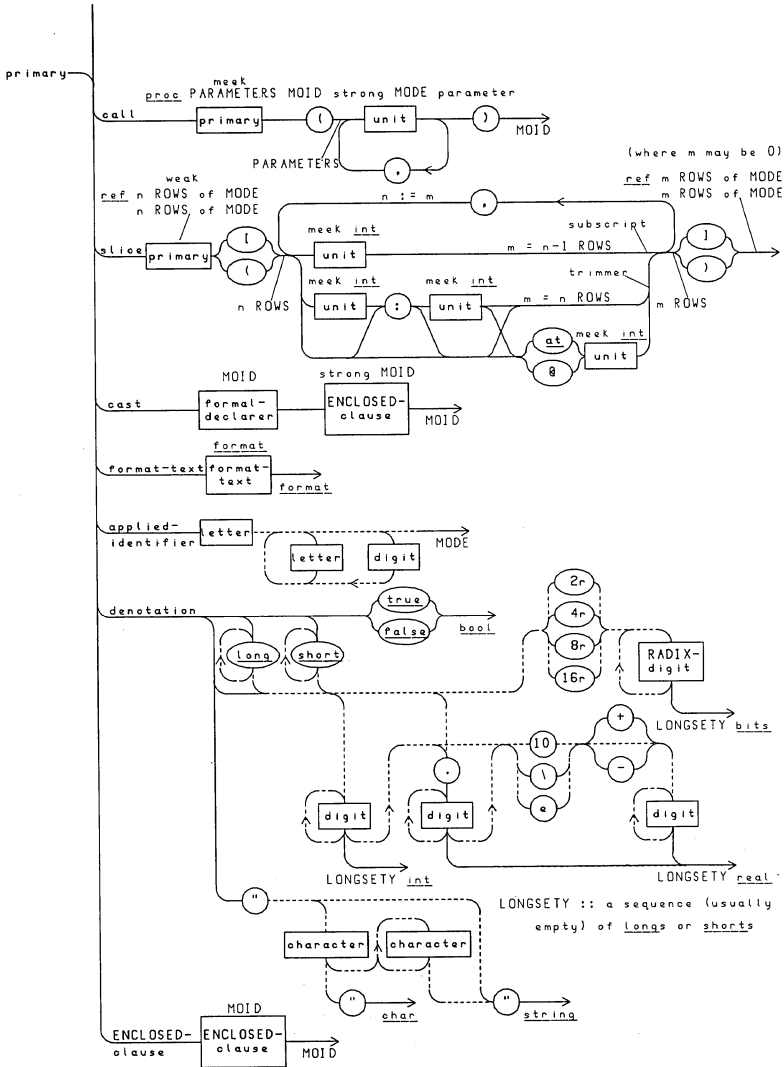 primary
meek
proc PARAMETERS MOID strong MODE parameter
call primary ( unit ) MOID
PARAMETERS ,
(where m may be 0)
weak
ref n ROWS of MODE
n ROWS of MODE
n := m ,
ref m ROWS of MODE
m ROWS of MODE
slice primary [ (
meek int
unit
m = n-1 ROWS
subscript
] )
trimmer
n ROWS
meek int
unit : meek int
unit
m = n ROWS
m ROWS
at @
meek int
unit
MOID
strong MOID
cast formal-declarer ENCLOSED-clause MOID
format
format-text format-text format
applied-identifier letter MODE
letter digit
denotation true false bool
long short
2r
4r
8r
16r
RADIX-digit
LONGSETY bits
10
\
e
+
-
.
digit digit digit
LONGSETY int LONGSETY real
LONGSETY :: a sequence (usually
empty) of longs or shorts
"
character character
" char " string
MOID
ENCLOSED-clause ENCLOSED-clause MOID